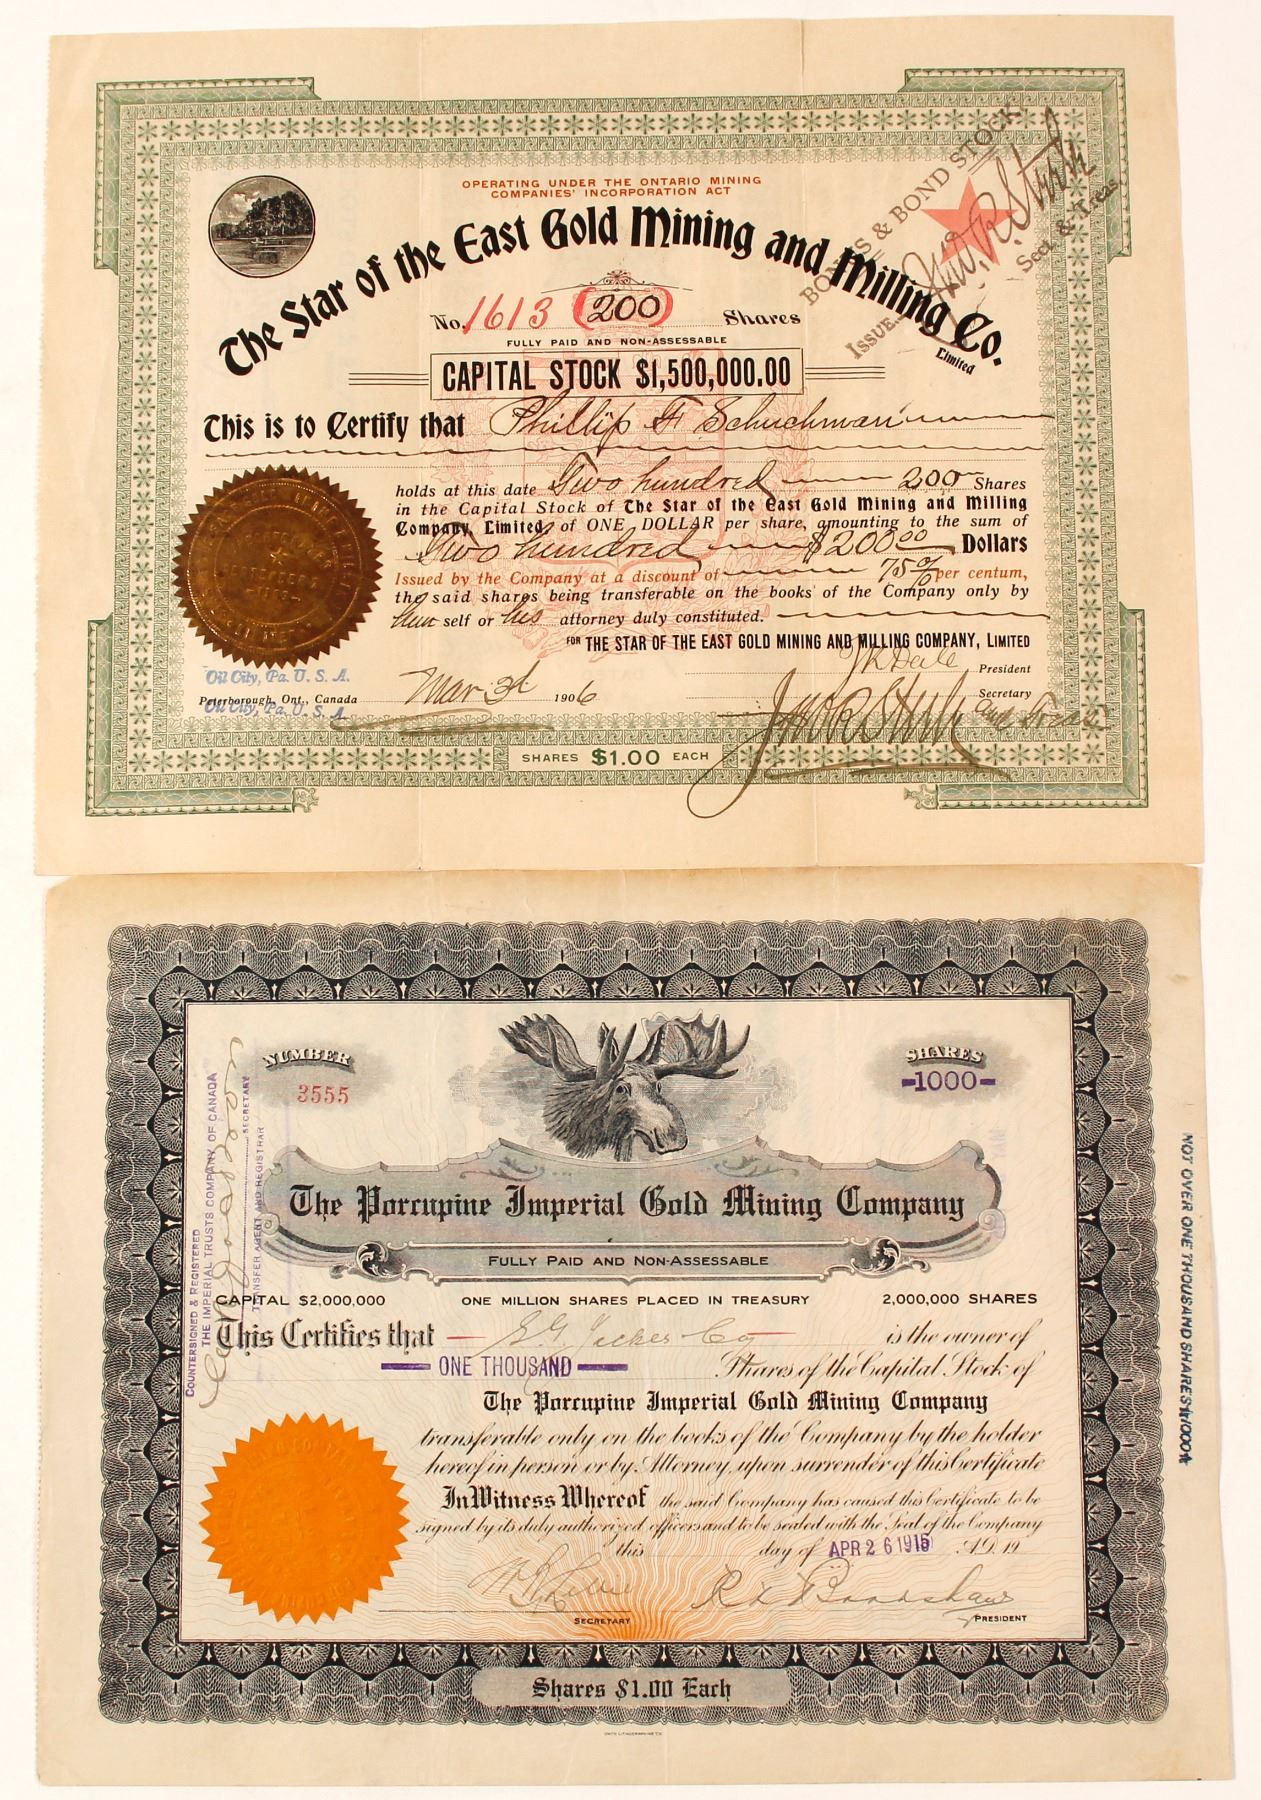 OPERATING UNDER THE ONTARIO MINING
COMPANIES' INCORPORATION ACT
The Star of the East Gold Mining and Milling Co.
Limited
BONUS & BOND STOCK
ISSUE
Sect & Treas.
No. 1613 (200) Shares
FULLY PAID AND NON-ASSESSABLE
CAPITAL STOCK $1,500,000.00
This is to Certify that Phillip F Schuchman
holds at this date Two hundred 200 Shares
in the Capital Stock of The Star of the East Gold Mining and Milling
Company, Limited, of ONE DOLLAR per share, amounting to the sum of
Two hundred $200.00 Dollars
Issued by the Company at a discount of 75% per centum,
the said shares being transferable on the books of the Company only by
him self or his attorney duly constituted.
FOR THE STAR OF THE EAST GOLD MINING AND MILLING COMPANY, LIMITED
President
Oil City, Pa. U. S. A.
Peterborough, Ont., Canada Mar 3d 1906
Secretary and Treas
Oil City, Pa. U. S. A.
SHARES $1.00 EACH
NUMBER
3555
SHARES
-1000-
The Porcupine Imperial Gold Mining Company
FULLY PAID AND NON-ASSESSABLE
CAPITAL $2,000,000 ONE MILLION SHARES PLACED IN TREASURY 2,000,000 SHARES
This Certifies that is the owner of
ONE THOUSAND Shares of the Capital Stock of
The Porcupine Imperial Gold Mining Company
transferable only on the books of the Company by the holder
hereof in person or by Attorney, upon surrender of this Certificate
In Witness Whereof the said Company has caused this Certificate to be
signed by its duly authorized officers and to be sealed with the Seal of the Company
this day of APR 26 1915 A.D. 19
Bradshaw
SECRETARY
PRESIDENT
Shares $1.00 Each
COUNTERSIGNED & REGISTERED
THE IMPERIAL TRUSTS COMPANY OF CANADA
SECRETARY
TRANSFER AGENT AND REGISTRAR
NOT OVER ONE THOUSAND SHARES $1000$